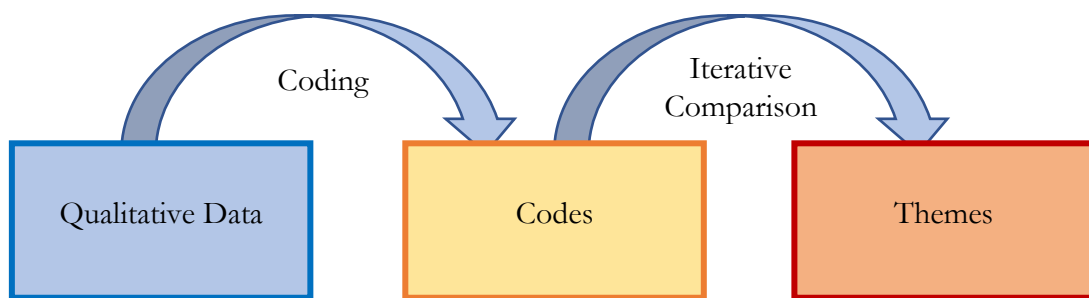 Coding
Iterative
Comparison
Qualitative Data
Codes
Themes